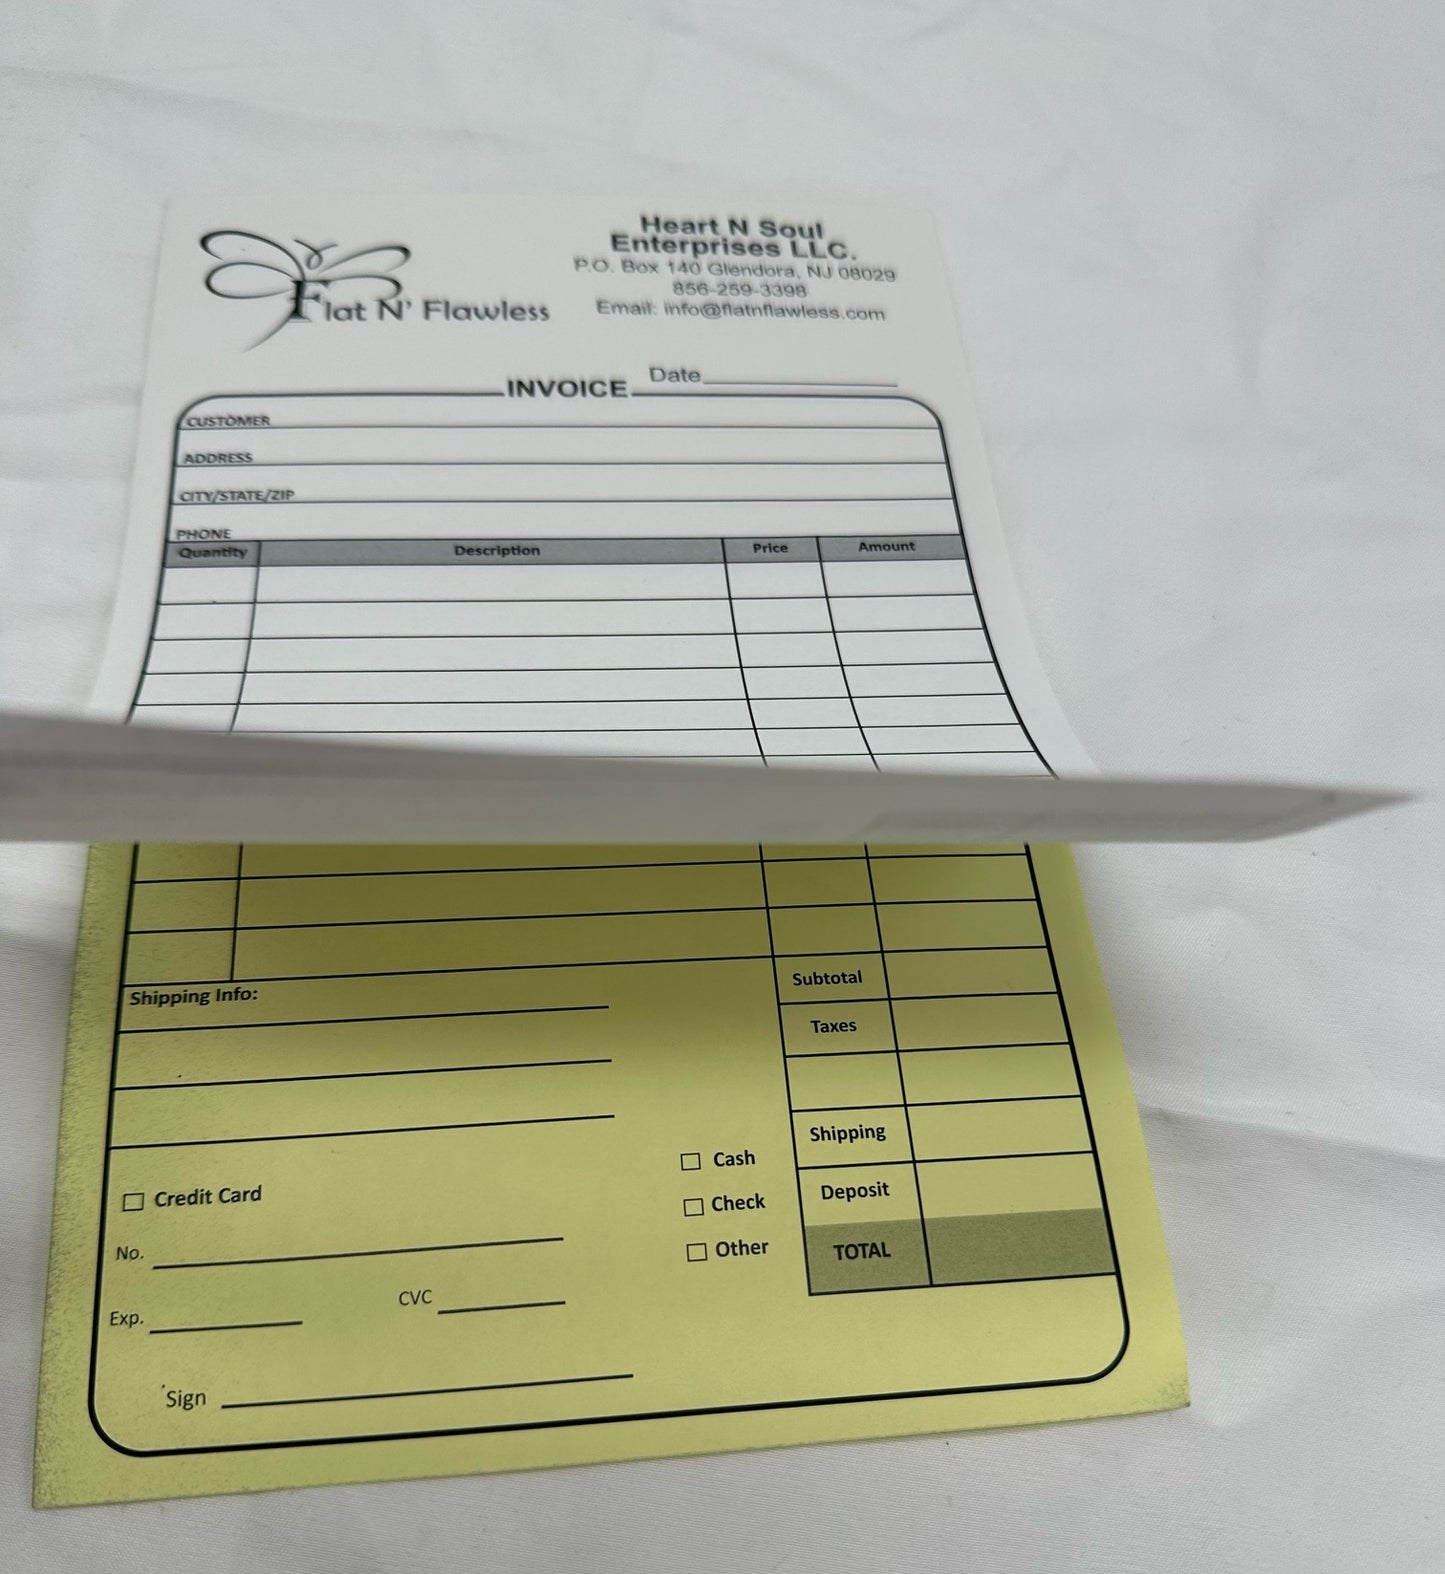 Flat N' Flawless
Heart N Soul
Enterprises LLC.
P.O. Box 140 Glendora, NJ 08029
856-259-3398
Email: info@flatnflawless.com
INVOICE Date
CUSTOMER
ADDRESS
CITY/STATE/ZIP
PHONE
Quantity Description Price Amount
Subtotal
Shipping Info:
Taxes
Shipping
Cash
Deposit
Credit Card
Check
Other
TOTAL
No.
CVC
Exp.
Sign